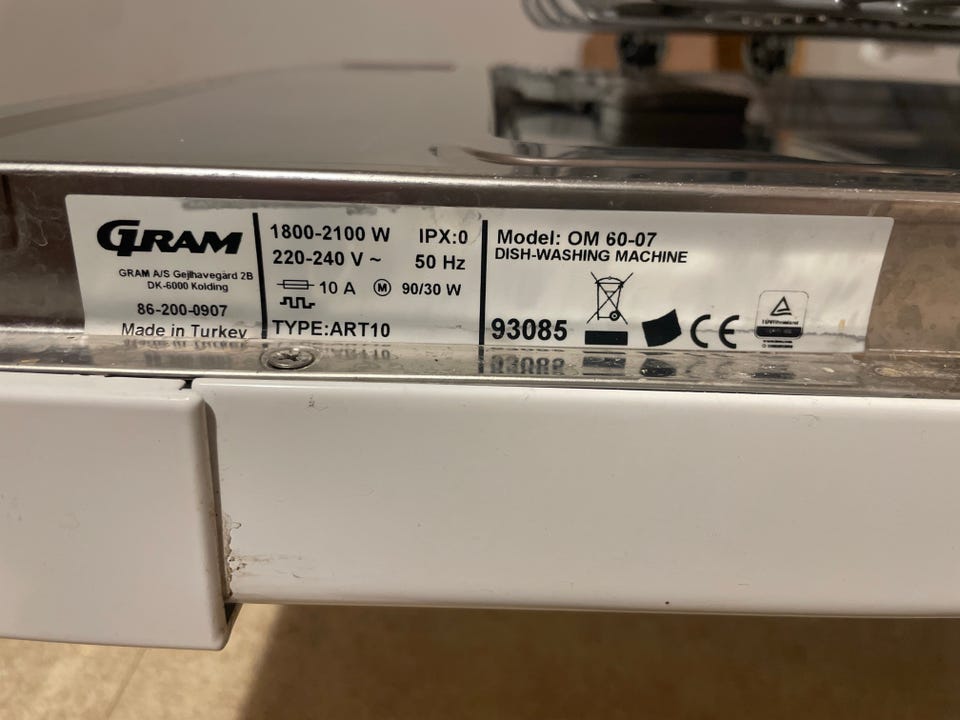 GRAM
GRAM A/S Gejlhavegård 2B
DK-6000 Kolding
86-200-0907
Made in Turkey
1800-2100 W IPX:0
220-240 V ~ 50 Hz
10 A M 90/30 W
TYPE:ART10
Model: OM 60-07
DISH-WASHING MACHINE
93085 CE